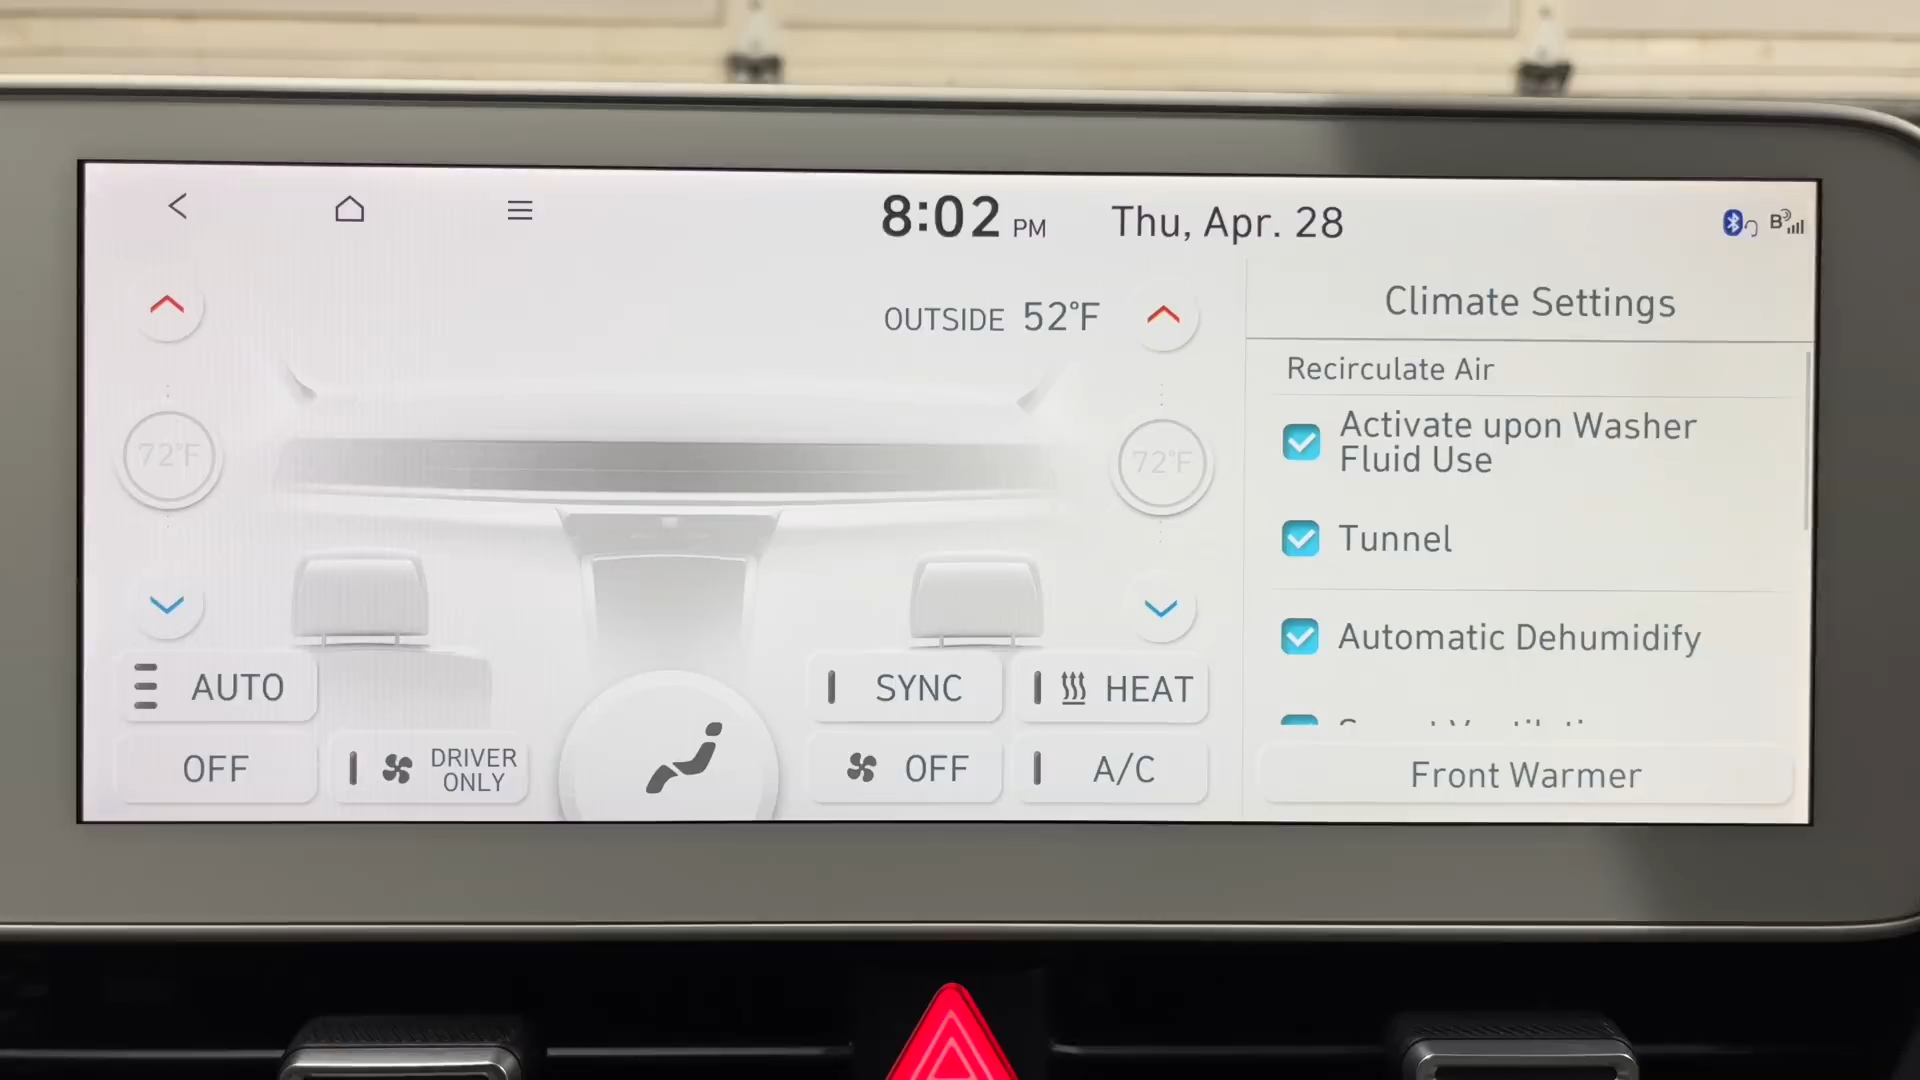 8:02 PM Thu, Apr. 28
B
OUTSIDE 52°F
72°F
72°F
AUTO
SYNC
HEAT
OFF
DRIVER
ONLY
OFF
A/C
Climate Settings
Recirculate Air
Activate upon Washer
Fluid Use
Tunnel
Automatic Dehumidify
Front Warmer